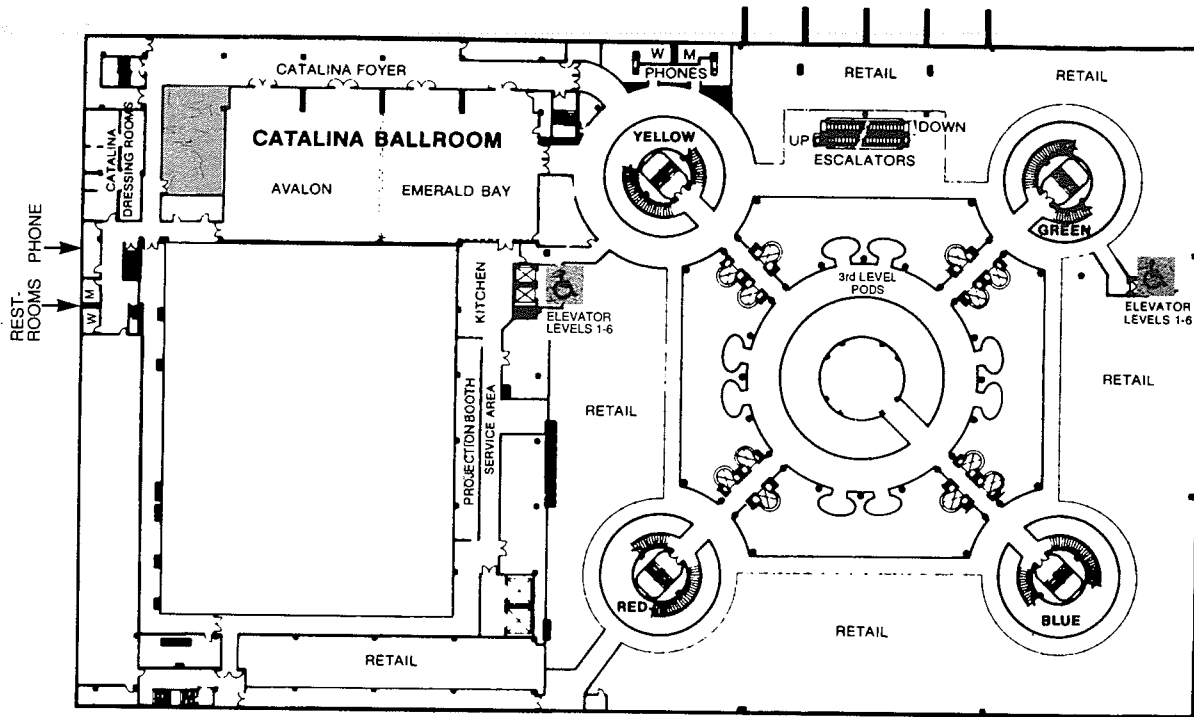 W M
PHONES
CATALINA FOYER
RETAIL
RETAIL
CATALINA BALLROOM
YELLOW
UP
DOWN
ESCALATORS
CATALINA
DRESSING ROOMS
AVALON
EMERALD BAY
GREEN
PHONE
REST-
ROOMS
M
W
KITCHEN
3rd LEVEL
PODS
ELEVATOR
LEVELS 1-6
ELEVATOR
LEVELS 1-6
PROJECTION BOOTH
SERVICE AREA
RETAIL
RETAIL
RED
BLUE
RETAIL
RETAIL